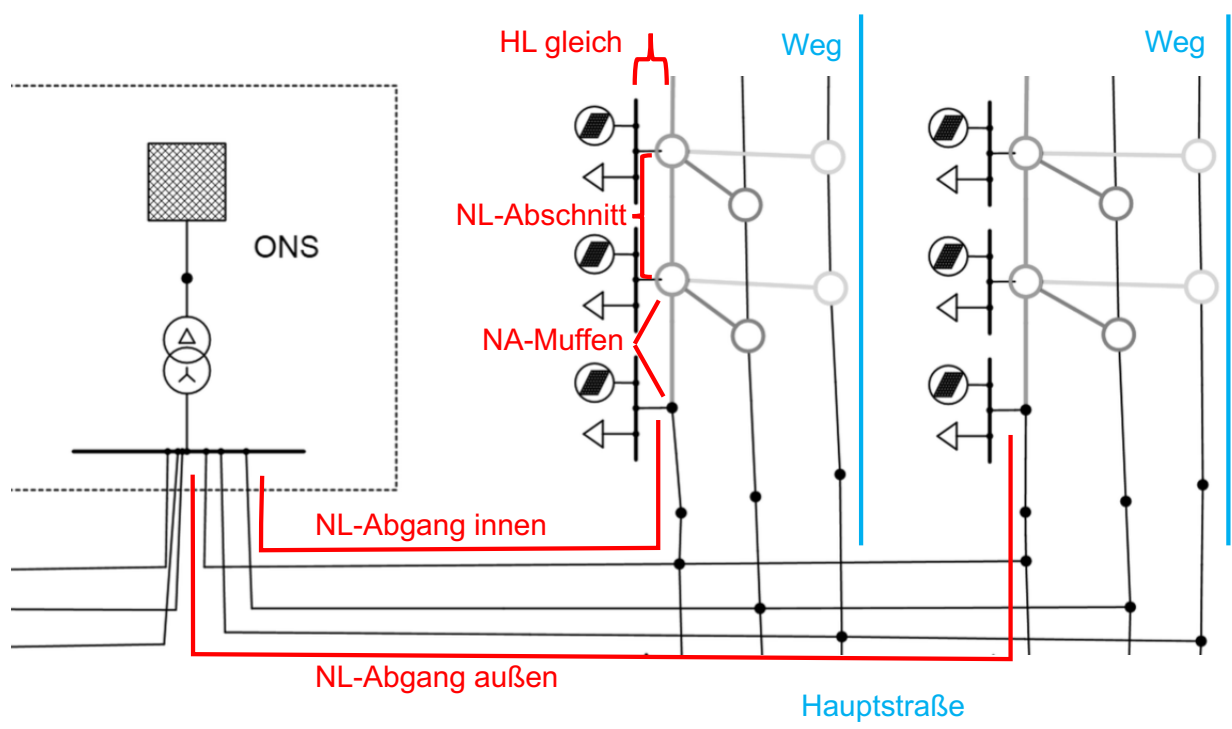 HL gleich
Weg
Weg
NL-Abschnitt
ONS
NA-Muffen
NL-Abgang innen
NL-Abgang außen
Hauptstraße